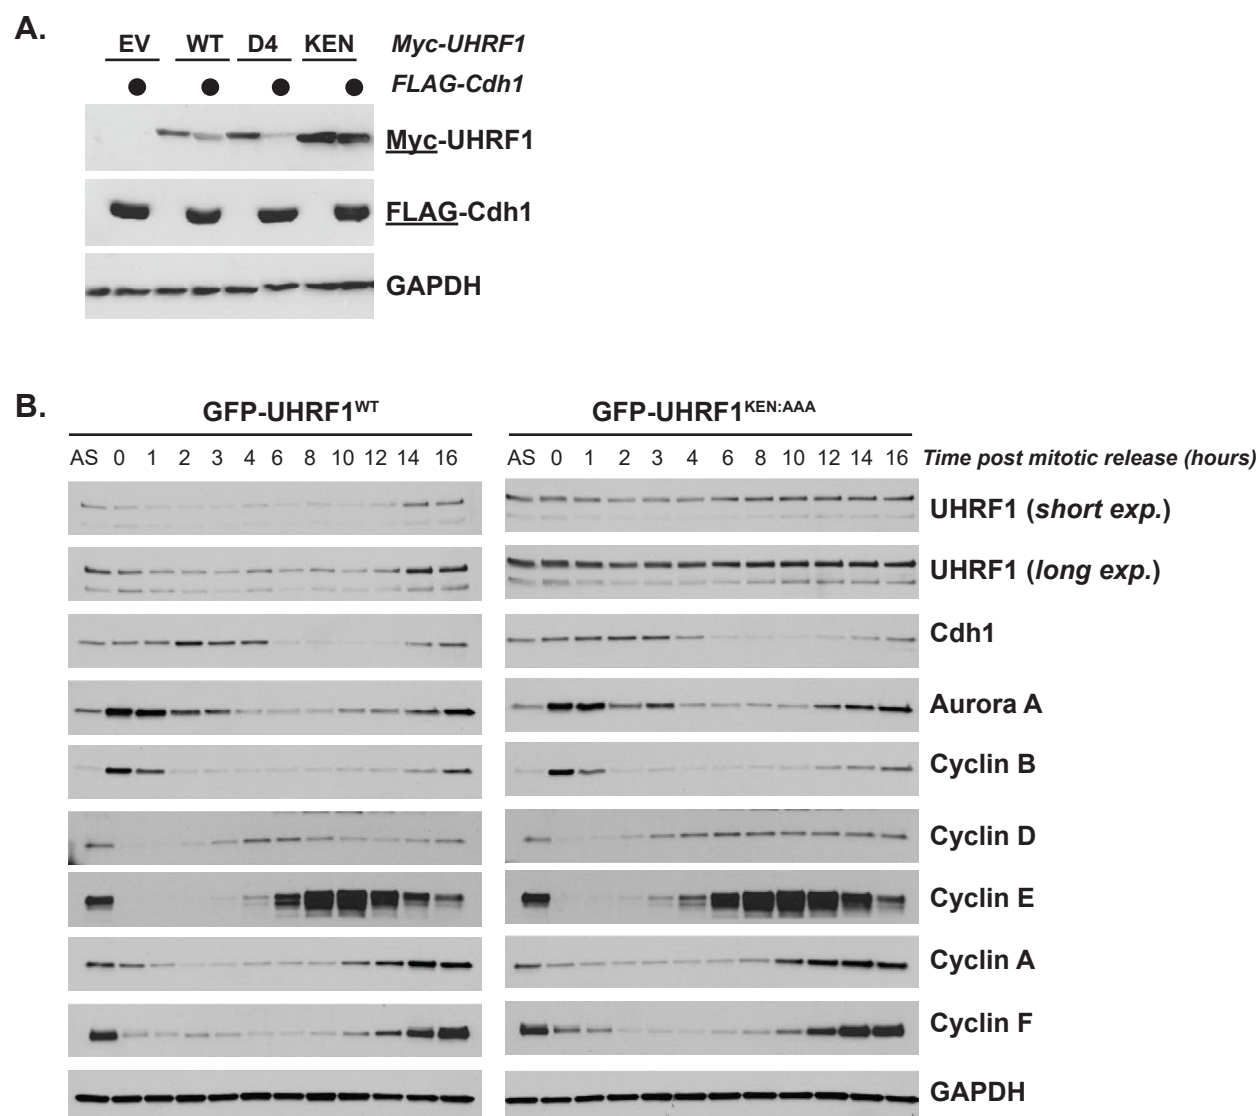 A.
EV WT D4 KEN Myc-UHRF1
FLAG-Cdh1
Myc-UHRF1
FLAG-Cdh1
GAPDH
B.
GFP-UHRF1WT GFP-UHRF1KEN:AAA
AS 0 1 2 3 4 6 8 10 12 14 16 AS 0 1 2 3 4 6 8 10 12 14 16 Time post mitotic release (hours)
UHRF1 (short exp.)
UHRF1 (long exp.)
Cdh1
Aurora A
Cyclin B
Cyclin D
Cyclin E
Cyclin A
Cyclin F
GAPDH